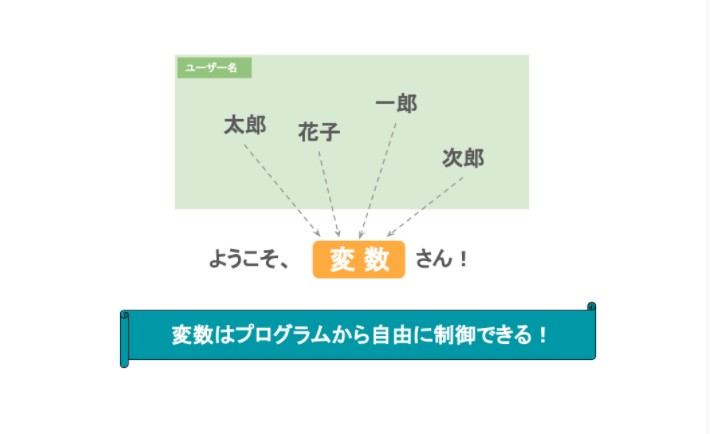 ユーザー名
太郎
花子
一郎
次郎
ようこそ、 変数 さん！
変数はプログラムから自由に制御できる！